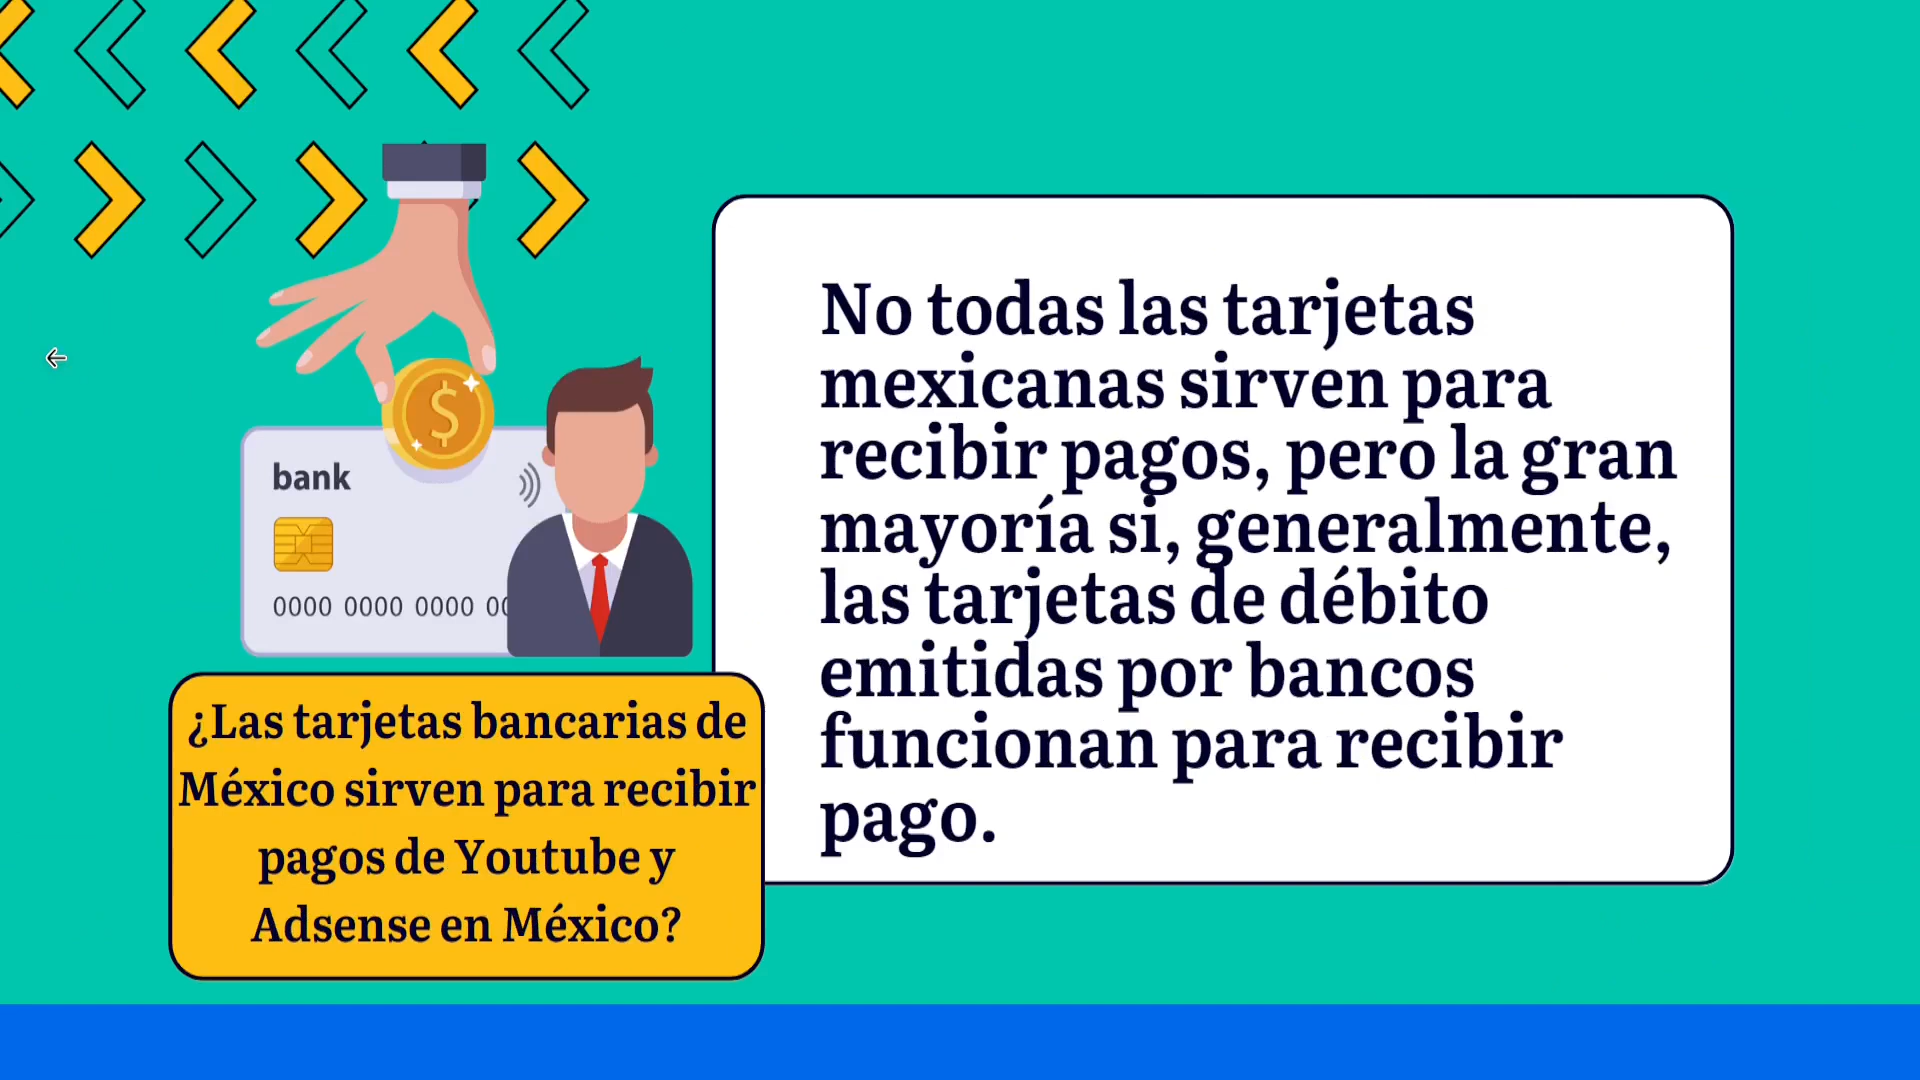 bank
0000 0000 0000 00
¿Las tarjetas bancarias de
México sirven para recibir
pagos de Youtube y
Adsense en México?
No todas las tarjetas
mexicanas sirven para
recibir pagos, pero la gran
mayoría si, generalmente,
las tarjetas de débito
emitidas por bancos
funcionan para recibir
pago.